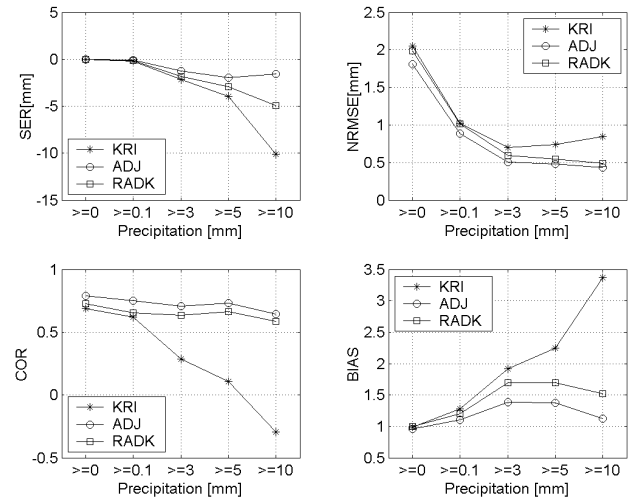 5
0
-5
-10
-15
SER[mm]
KRI
ADJ
RADK
>=0 >=0.1 >=3 >=5 >=10
Precipitation [mm]
2.5
2
1.5
1
0.5
0
NRMSE[mm]
KRI
ADJ
RADK
>=0 >=0.1 >=3 >=5 >=10
Precipitation [mm]
1
0.5
0
-0.5
COR
KRI
ADJ
RADK
>=0 >=0.1 >=3 >=5 >=10
Precipitation [mm]
3.5
3
2.5
2
1.5
1
0.5
BIAS
KRI
ADJ
RADK
>=0 >=0.1 >=3 >=5 >=10
Precipitation [mm]